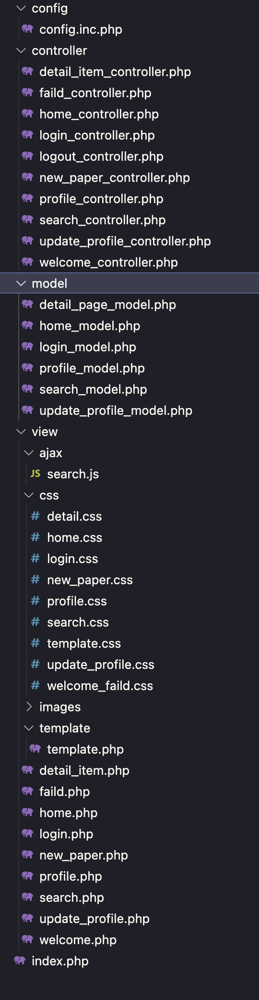 config
config.inc.php
controller
detail_item_controller.php
faild_controller.php
home_controller.php
login_controller.php
logout_controller.php
new_paper_controller.php
profile_controller.php
search_controller.php
update_profile_controller.php
welcome_controller.php
model
detail_page_model.php
home_model.php
login_model.php
profile_model.php
search_model.php
update_profile_model.php
view
ajax
JS search.js
css
# detail.css
# home.css
# login.css
# new_paper.css
# profile.css
# search.css
# template.css
# update_profile.css
# welcome_faild.css
images
template
template.php
detail_item.php
faild.php
home.php
login.php
new_paper.php
profile.php
search.php
update_profile.php
welcome.php
index.php